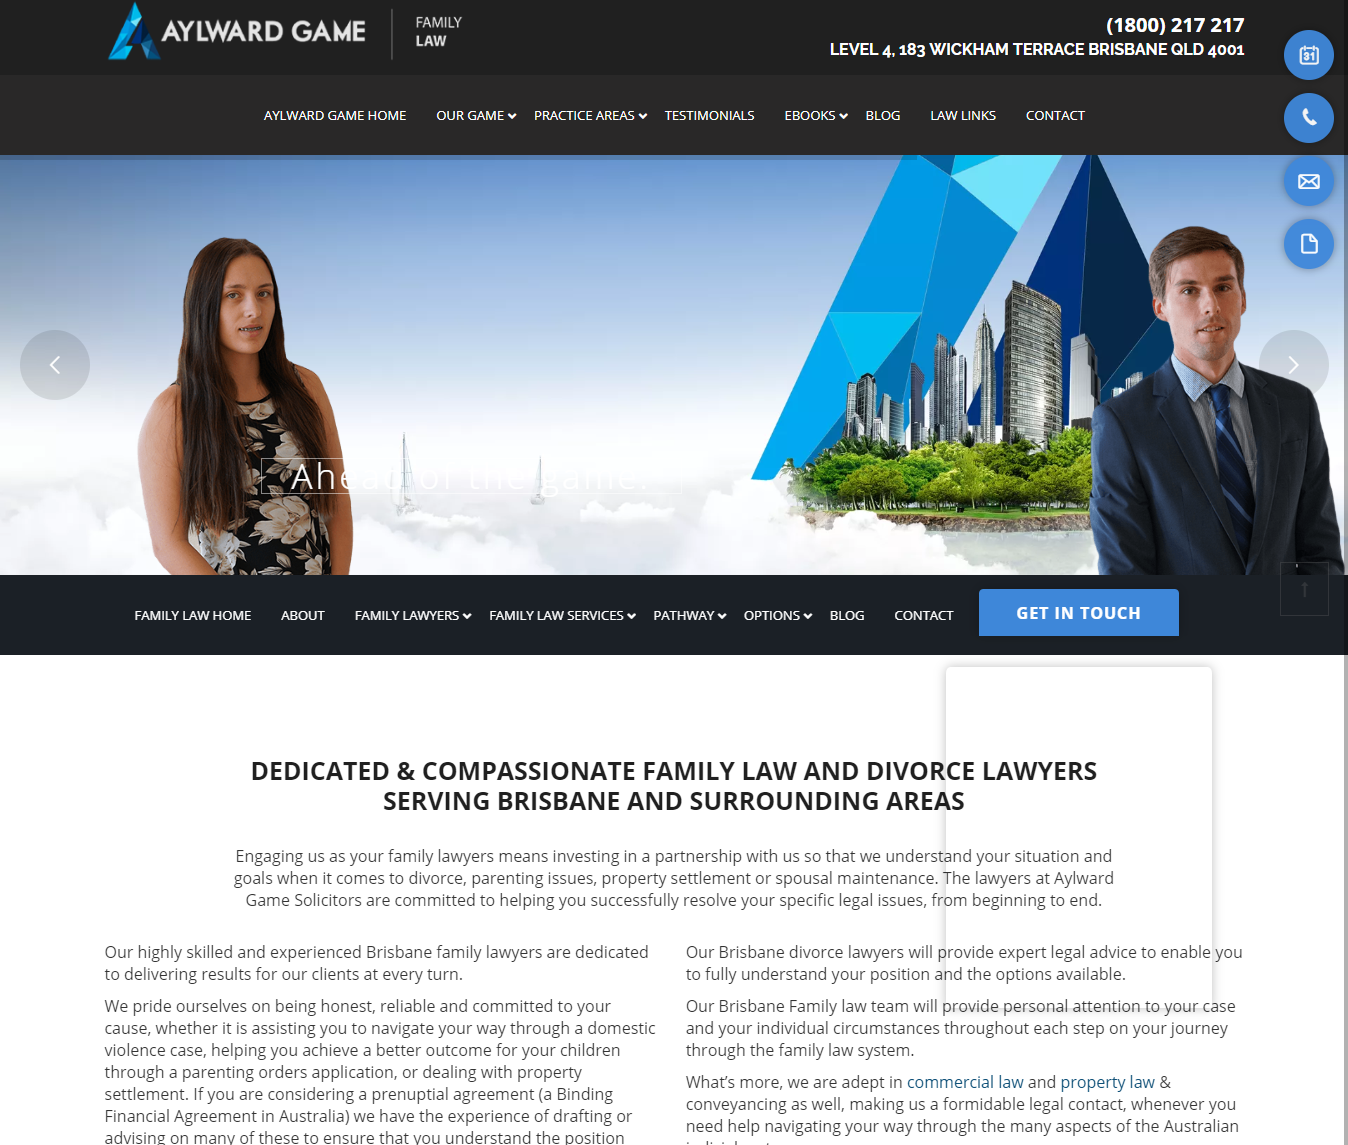 AYLWARD GAME
FAMILY
LAW
(1800) 217 217
LEVEL 4, 183 WICKHAM TERRACE BRISBANE QLD 4001
31
AYLWARD GAME HOME OUR GAME PRACTICE AREAS TESTIMONIALS EBOOKS BLOG LAW LINKS CONTACT
Ahead of the game.
FAMILY LAW HOME ABOUT FAMILY LAWYERS FAMILY LAW SERVICES PATHWAY OPTIONS BLOG CONTACT GET IN TOUCH
DEDICATED & COMPASSIONATE FAMILY LAW AND DIVORCE LAWYERS
SERVING BRISBANE AND SURROUNDING AREAS
Engaging us as your family lawyers means investing in a partnership with us so that we understand your situation and
goals when it comes to divorce, parenting issues, property settlement or spousal maintenance. The lawyers at Aylward
Game Solicitors are committed to helping you successfully resolve your specific legal issues, from beginning to end.
Our highly skilled and experienced Brisbane family lawyers are dedicated
to delivering results for our clients at every turn.
We pride ourselves on being honest, reliable and committed to your
cause, whether it is assisting you to navigate your way through a domestic
violence case, helping you achieve a better outcome for your children
through a parenting orders application, or dealing with property
settlement. If you are considering a prenuptial agreement (a Binding
Financial Agreement in Australia) we have the experience of drafting or
advising on many of these to ensure that you understand the position
Our Brisbane divorce lawyers will provide expert legal advice to enable you
to fully understand your position and the options available.
Our Brisbane Family law team will provide personal attention to your case
and your individual circumstances throughout each step on your journey
through the family law system.
What's more, we are adept in commercial law and property law &
conveyancing as well, making us a formidable legal contact, whenever you
need help navigating your way through the many aspects of the Australian